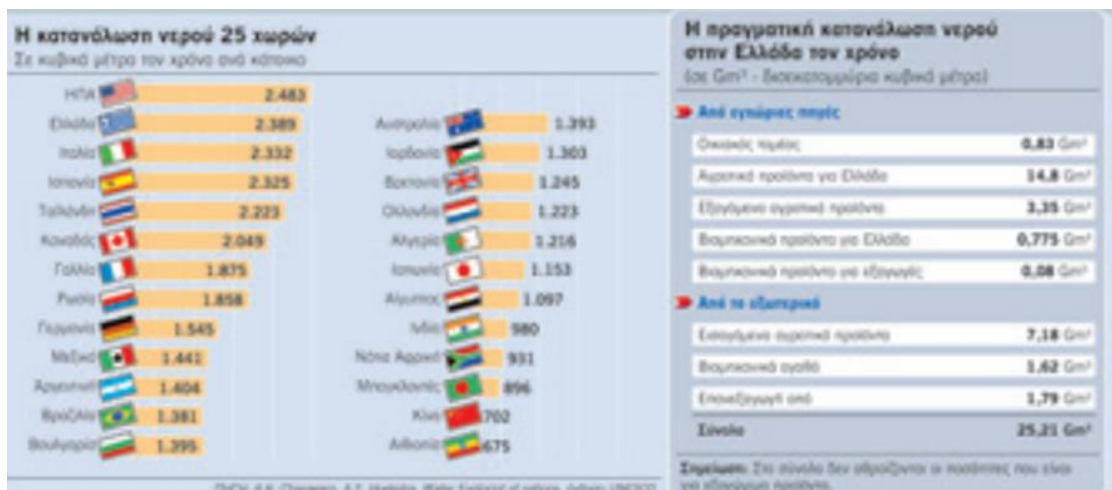 Η κατανάλωση νερού 25 χωρών
Σε κυβικά μέτρα τον χρόνο ανά κάτοικο
ΗΠΑ 2.483
Ελλάδα 2.389
Ιταλία 2.332
Ισπανία 2.325
Ταϊλάνδη 2.223
Καναδάς 2.049
Γαλλία 1.875
Ρωσία 1.858
Γερμανία 1.545
Μεξικό 1.441
Αργεντινή 1.404
Βραζιλία 1.381
Βουλγαρία 1.395
Αυστραλία 1.393
Ιορδανία 1.303
Βρετανία 1.245
Ολλανδία 1.223
Αλγερία 1.216
Ιαπωνία 1.153
Αίγυπτος 1.097
Ινδία 980
Νότια Αφρική 931
Μπανγκλαντές 896
Κίνα 702
Αιθιοπία 675
Η πραγματική κατανάλωση νερού
στην Ελλάδα τον χρόνο
(σε Gm³ - δισεκατομμύρια κυβικά μέτρα)
Από εγχώριες πηγές
Οικιακός τομέας 0,83 Gm³
Αγροτικά προϊόντα για Ελλάδα 14,8 Gm³
Εξαγόμενα αγροτικά προϊόντα 3,35 Gm³
Βιομηχανικά προϊόντα για Ελλάδα 0,775 Gm³
Βιομηχανικά προϊόντα για εξαγωγές 0,08 Gm³
Από το εξωτερικό
Εισαγόμενα αγροτικά προϊόντα 7,18 Gm³
Βιομηχανικά αγαθά 1,62 Gm³
Επανεξαγωγή από 1,79 Gm³
Σύνολο 25,21 Gm³
Σημείωση: Στο σύνολο δεν αθροίζονται οι ποσότητες που είναι
για εξαγώγιμα προϊόντα.